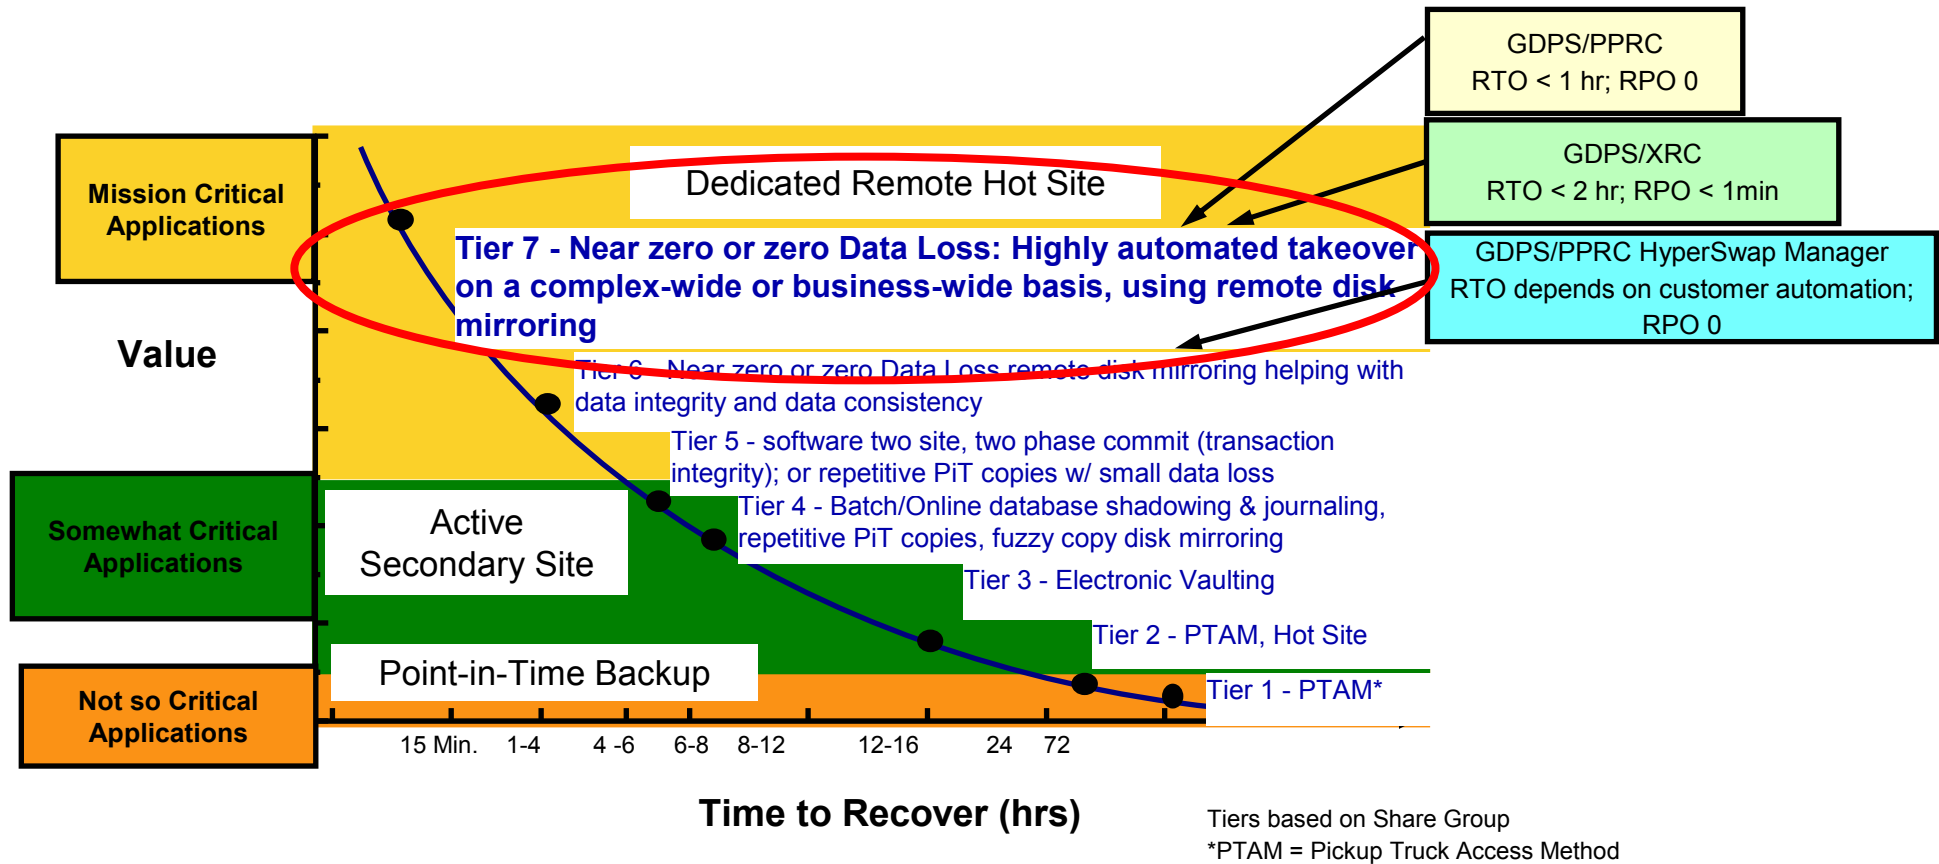 GDPS/PPRC
RTO < 1 hr; RPO 0
GDPS/XRC
RTO < 2 hr; RPO < 1min
GDPS/PPRC HyperSwap Manager
RTO depends on customer automation;
RPO 0
Mission Critical
Applications
Dedicated Remote Hot Site
Tier 7 - Near zero or zero Data Loss: Highly automated takeover
on a complex-wide or business-wide basis, using remote disk
mirroring
Value
Tier 6 - Near zero or zero Data Loss remote disk mirroring helping with
data integrity and data consistency
Tier 5 - software two site, two phase commit (transaction
integrity); or repetitive PiT copies w/ small data loss
Somewhat Critical
Applications
Active
Secondary Site
Tier 4 - Batch/Online database shadowing & journaling,
repetitive PiT copies, fuzzy copy disk mirroring
Tier 3 - Electronic Vaulting
Tier 2 - PTAM, Hot Site
Point-in-Time Backup
Not so Critical
Applications
Tier 1 - PTAM*
15 Min. 1-4 4 -6 6-8 8-12 12-16 24 72
Time to Recover (hrs)
Tiers based on Share Group
*PTAM = Pickup Truck Access Method